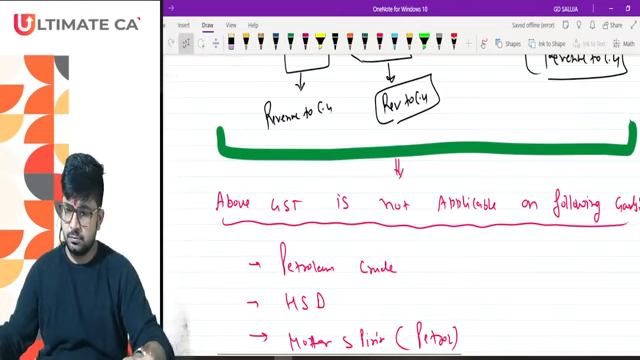 ULTIMATE CA
OneNote for Windows 10
GD SALUJA
Saved offline (error)
Home Insert Draw View Help
Shapes Ink to Shape
Revenue to C.G
Rev to C.G
Revenue to C.G
Above GST is not Applicable on following Goods
→ Petroleum crude
→ HSD
→ Motter Spirit (Petrol)